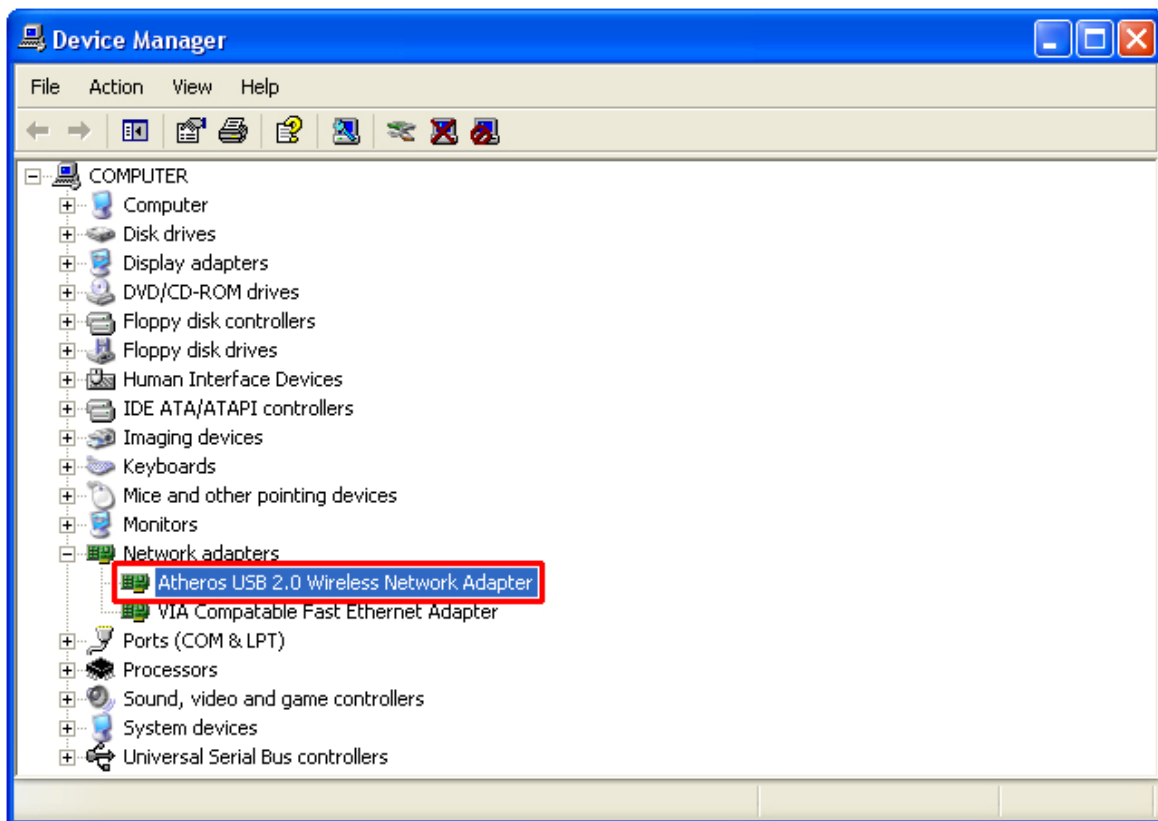 Device Manager
File Action View Help
COMPUTER
Computer
Disk drives
Display adapters
DVD/CD-ROM drives
Floppy disk controllers
Floppy disk drives
Human Interface Devices
IDE ATA/ATAPI controllers
Imaging devices
Keyboards
Mice and other pointing devices
Monitors
Network adapters
Atheros USB 2.0 Wireless Network Adapter
VIA Compatable Fast Ethernet Adapter
Ports (COM & LPT)
Processors
Sound, video and game controllers
System devices
Universal Serial Bus controllers